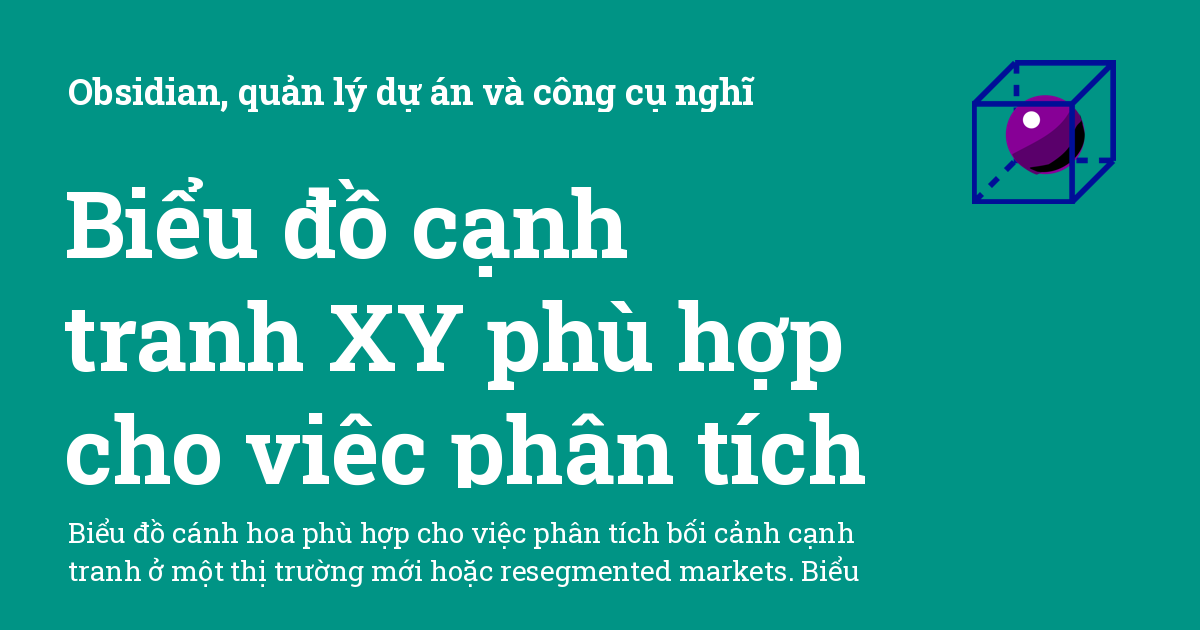 Obsidian, quản lý dự án và công cụ nghĩ
Biểu đồ cạnh
tranh XY phù hợp
cho viêc phân tích
Biểu đồ cánh hoa phù hợp cho việc phân tích bối cảnh cạnh
tranh ở một thị trường mới hoặc resegmented markets. Biểu